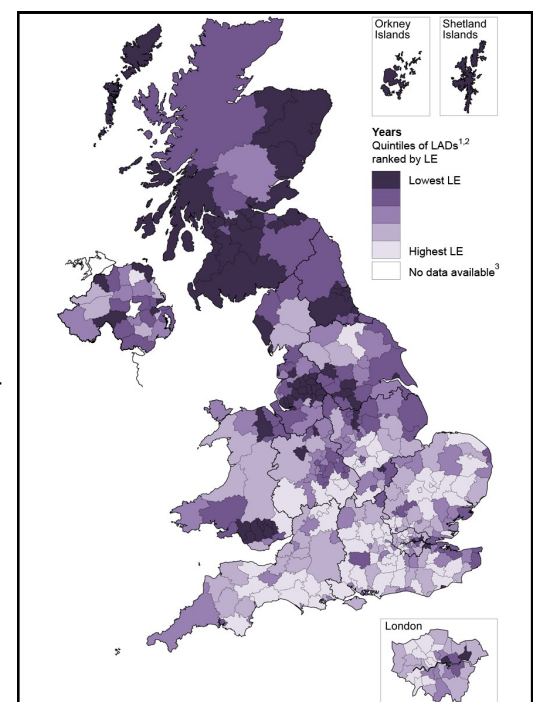 Orkney
Islands
Shetland
Islands
Years
Quintiles of LADs1,2
ranked by LE
Lowest LE
Highest LE
No data available3
London